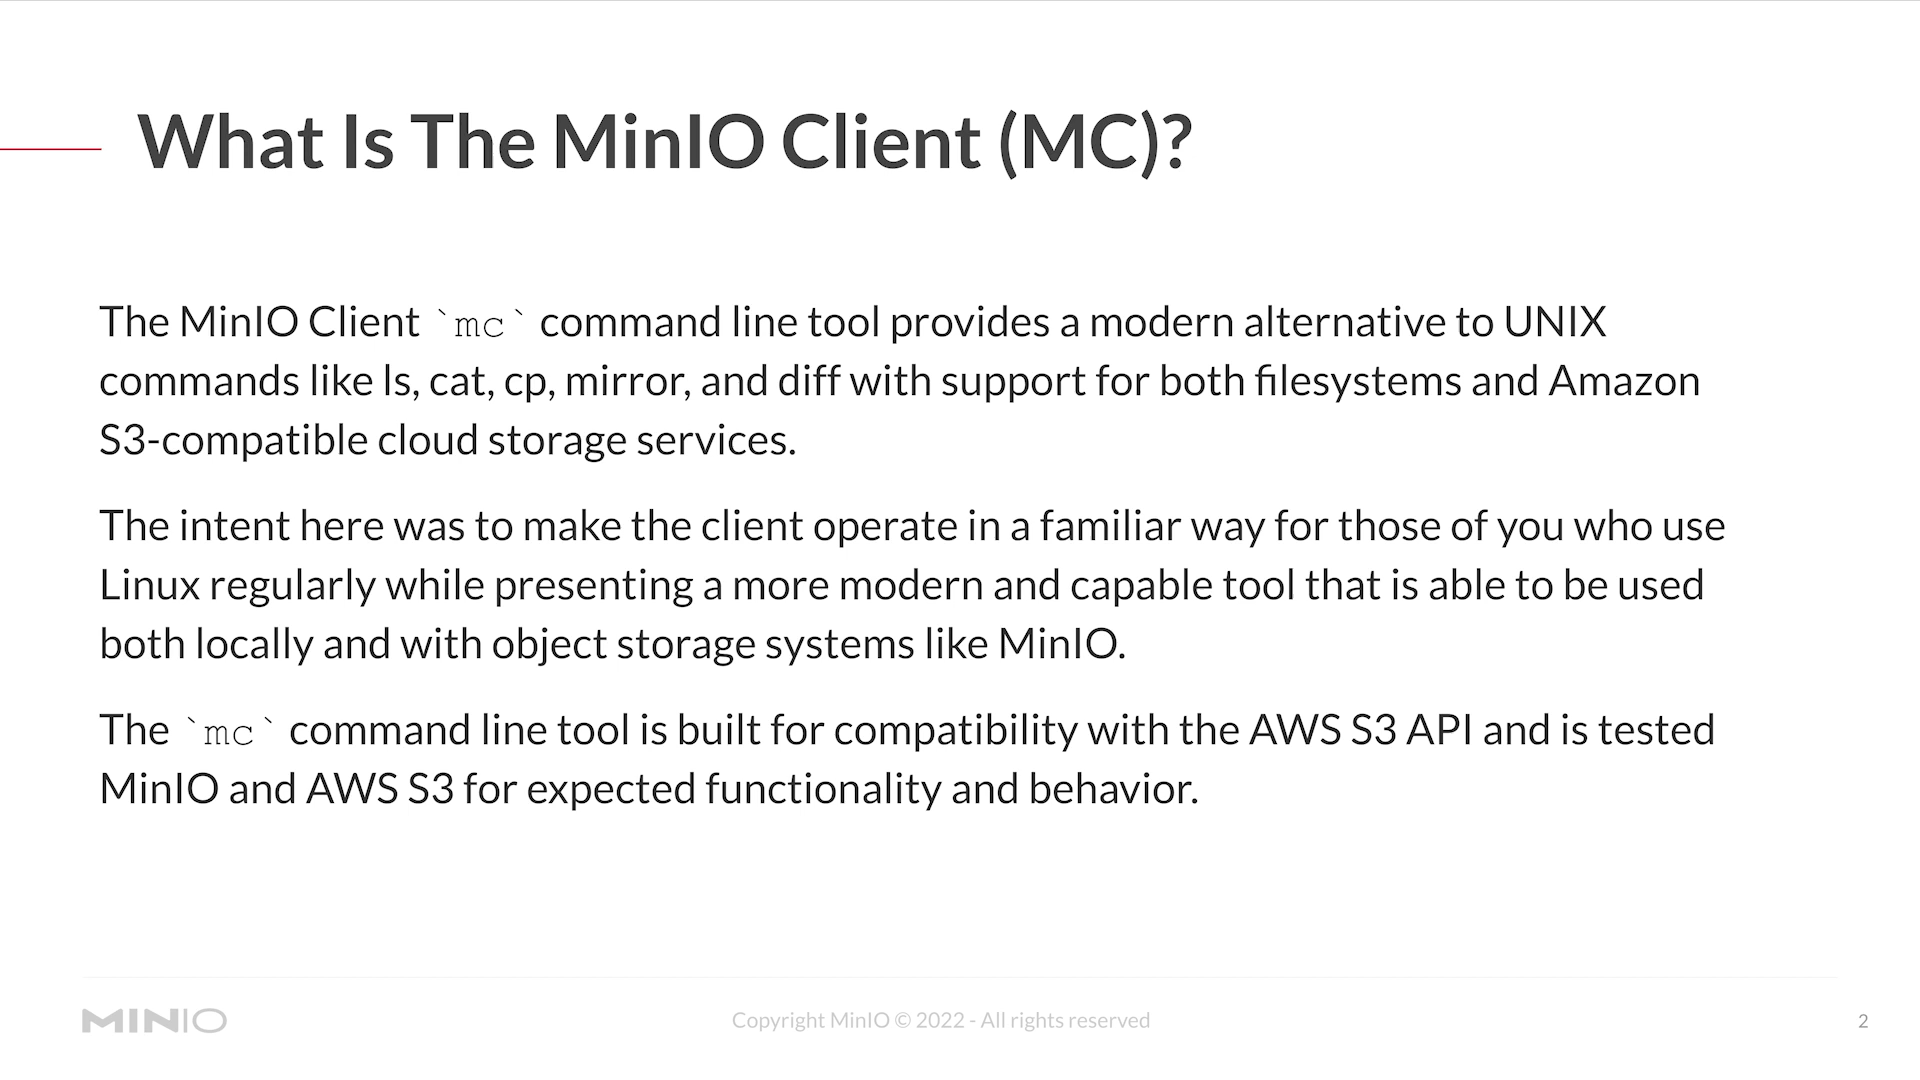 What Is The MinIO Client (MC)?
The MinIO Client `mc` command line tool provides a modern alternative to UNIX
commands like ls, cat, cp, mirror, and diff with support for both filesystems and Amazon
S3-compatible cloud storage services.
The intent here was to make the client operate in a familiar way for those of you who use
Linux regularly while presenting a more modern and capable tool that is able to be used
both locally and with object storage systems like MinIO.
The `mc` command line tool is built for compatibility with the AWS S3 API and is tested
MinIO and AWS S3 for expected functionality and behavior.
MINIO
Copyright MinIO © 2022 - All rights reserved
2